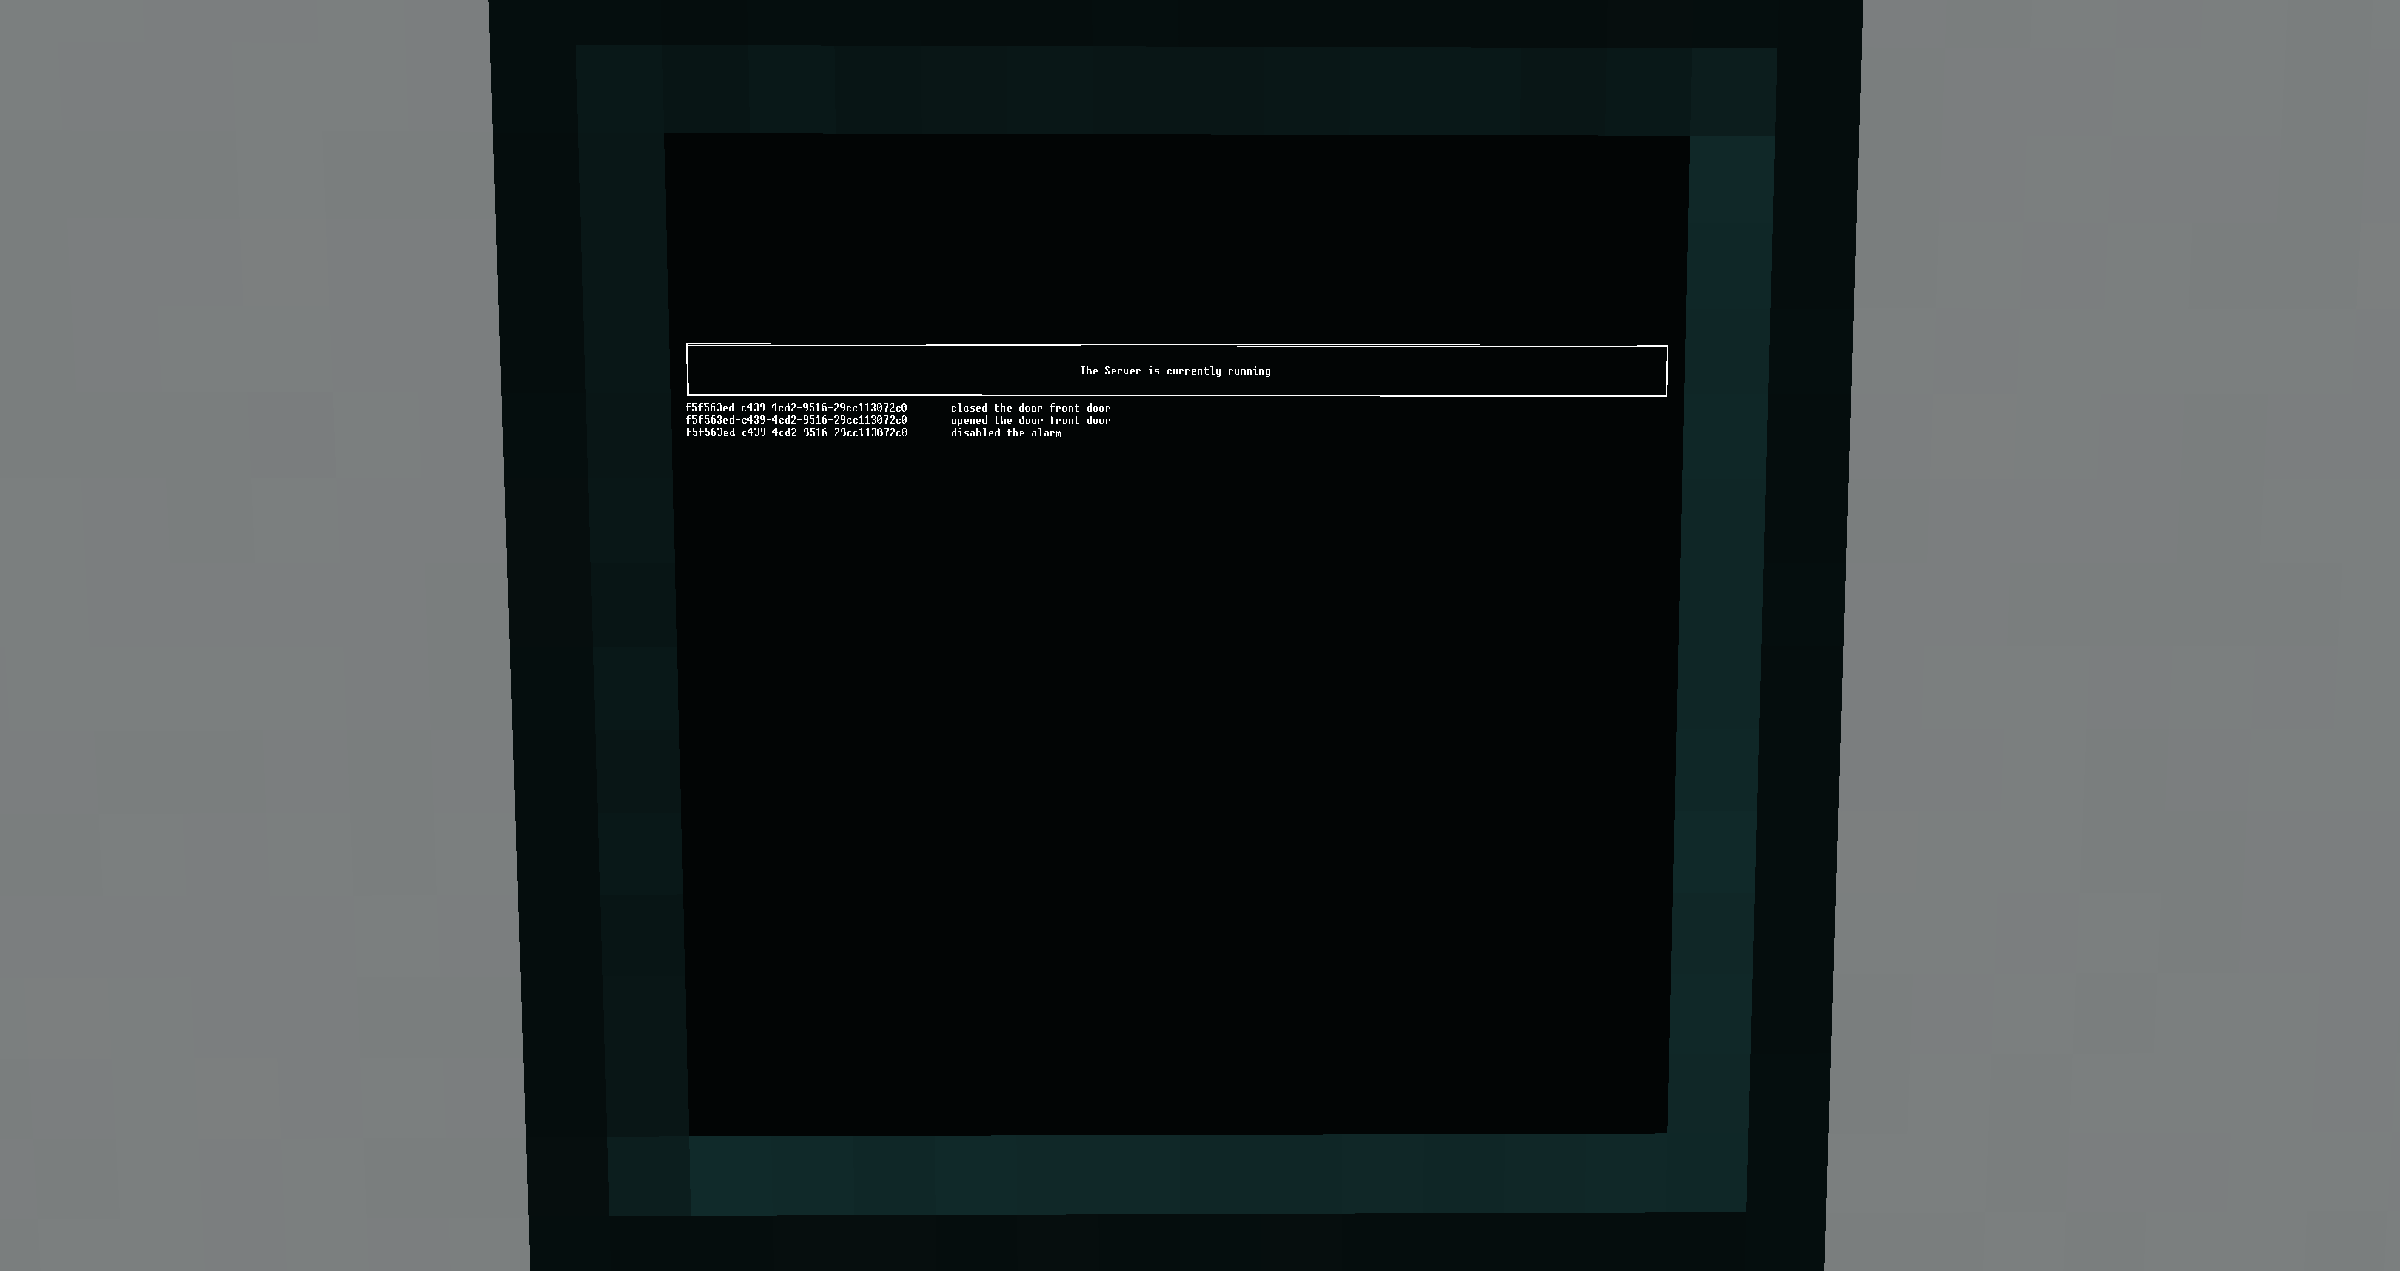 The Server is currently running
f5f563ed-c439-4cd2-9516-29cc113072c0 closed the door front door
f5f563ed-c439-4cd2-9516-29cc113072c0 opened the door front door
f5f563ed-c439-4cd2-9516-29cc113072c0 disabled the alarm